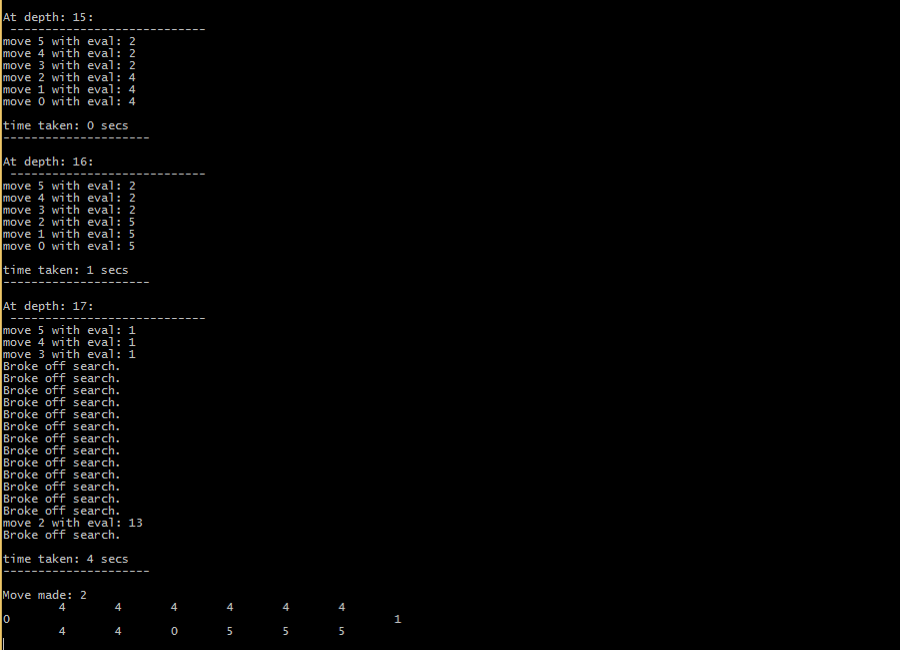 At depth: 15:
----------------------------
move 5 with eval: 2
move 4 with eval: 2
move 3 with eval: 2
move 2 with eval: 4
move 1 with eval: 4
move 0 with eval: 4
time taken: 0 secs
---------------------
At depth: 16:
----------------------------
move 5 with eval: 2
move 4 with eval: 2
move 3 with eval: 2
move 2 with eval: 5
move 1 with eval: 5
move 0 with eval: 5
time taken: 1 secs
---------------------
At depth: 17:
----------------------------
move 5 with eval: 1
move 4 with eval: 1
move 3 with eval: 1
Broke off search.
Broke off search.
Broke off search.
Broke off search.
Broke off search.
Broke off search.
Broke off search.
Broke off search.
Broke off search.
Broke off search.
Broke off search.
Broke off search.
Broke off search.
move 2 with eval: 13
Broke off search.
time taken: 4 secs
---------------------
Move made: 2
4 4 4 4 4 4
0 1
4 4 0 5 5 5